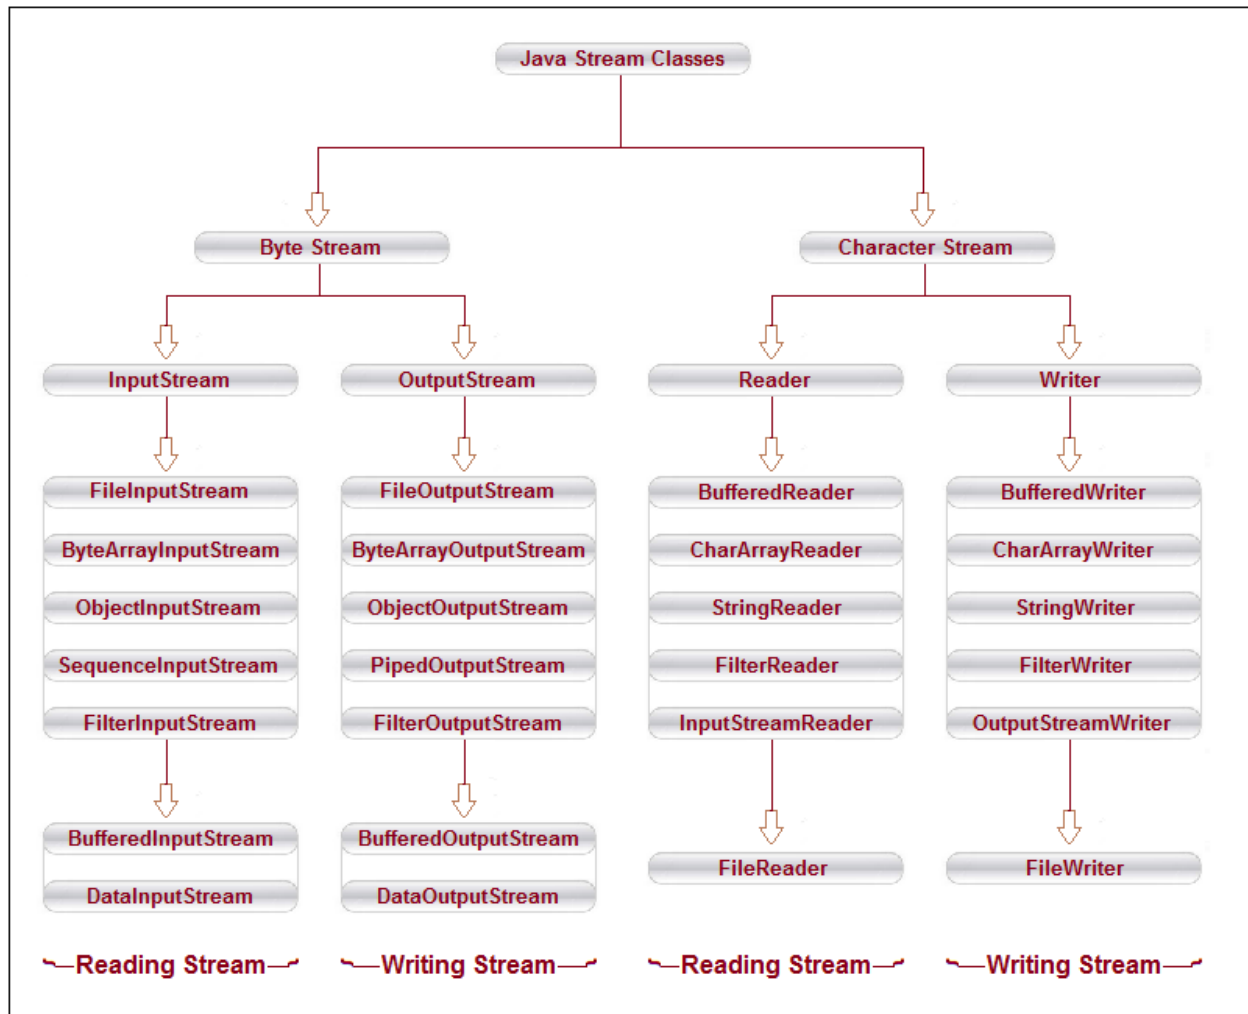 Java Stream Classes
Byte Stream
Character Stream
InputStream
OutputStream
Reader
Writer
FileInputStream
FileOutputStream
BufferedReader
BufferedWriter
ByteArrayInputStream
ByteArrayOutputStream
CharArrayReader
CharArrayWriter
ObjectInputStream
ObjectOutputStream
StringReader
StringWriter
SequenceInputStream
PipedOutputStream
FilterReader
FilterWriter
FilterInputStream
FilterOutputStream
InputStreamReader
OutputStreamWriter
BufferedInputStream
BufferedOutputStream
FileReader
FileWriter
DataInputStream
DataOutputStream
Reading Stream
Writing Stream
Reading Stream
Writing Stream